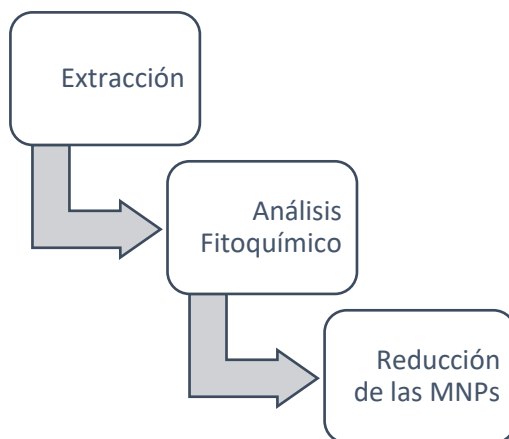 Extracción
Análisis
Fitoquímico
Reducción
de las MNPs